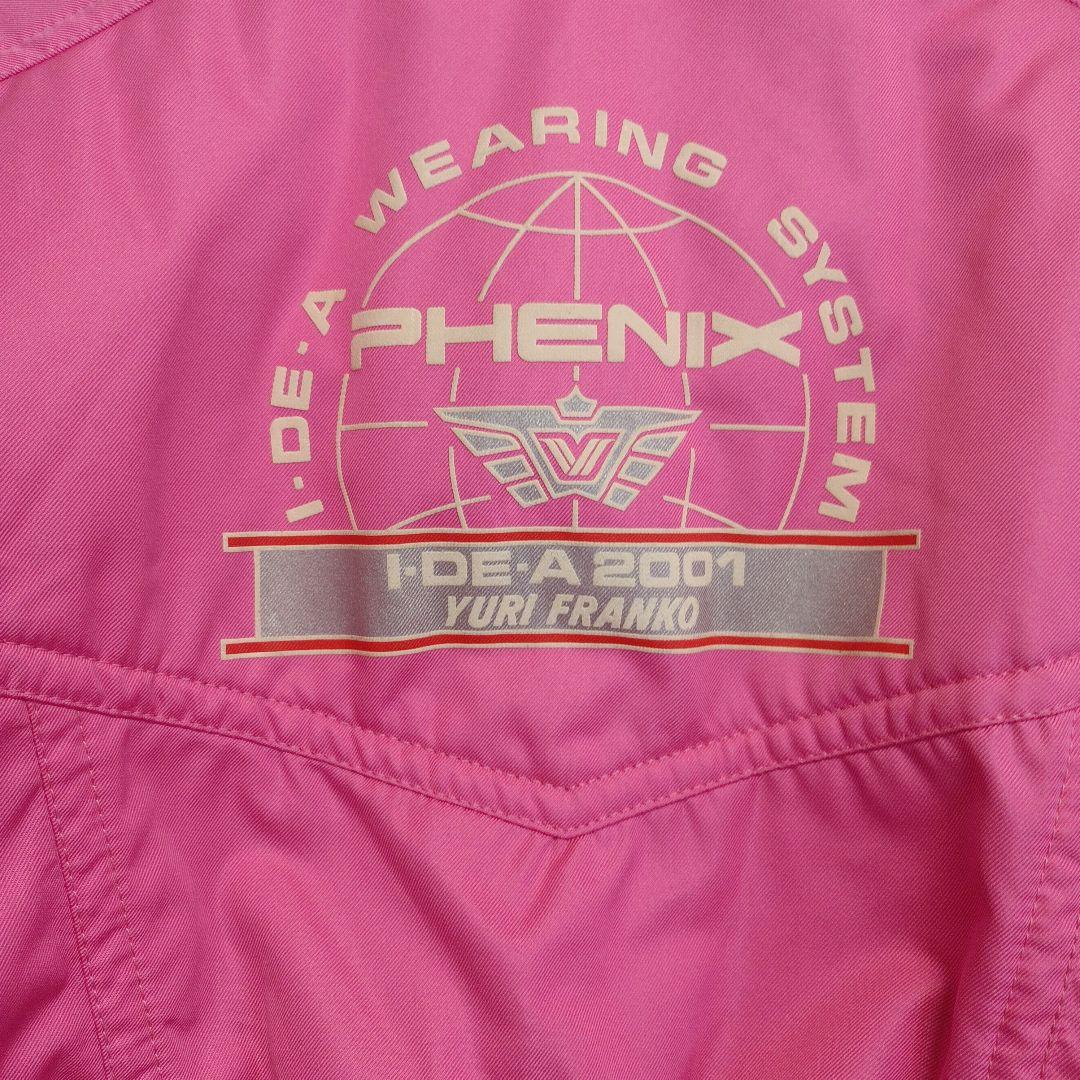 I·DE·A WEARING SYSTEM
PHENIX
I·DE·A 2001
YURI FRANKO